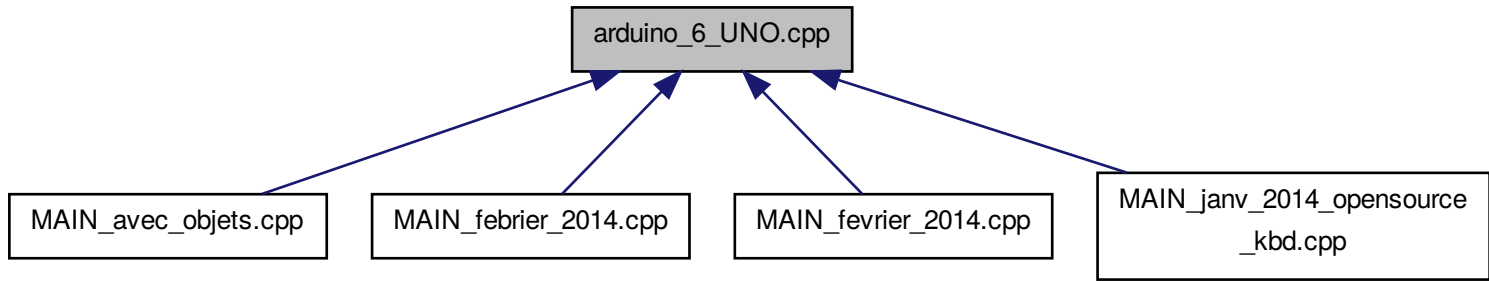 arduino_6_UNO.cpp
MAIN_avec_objets.cpp
MAIN_febrier_2014.cpp
MAIN_fevrier_2014.cpp
MAIN_janv_2014_opensource
_kbd.cpp